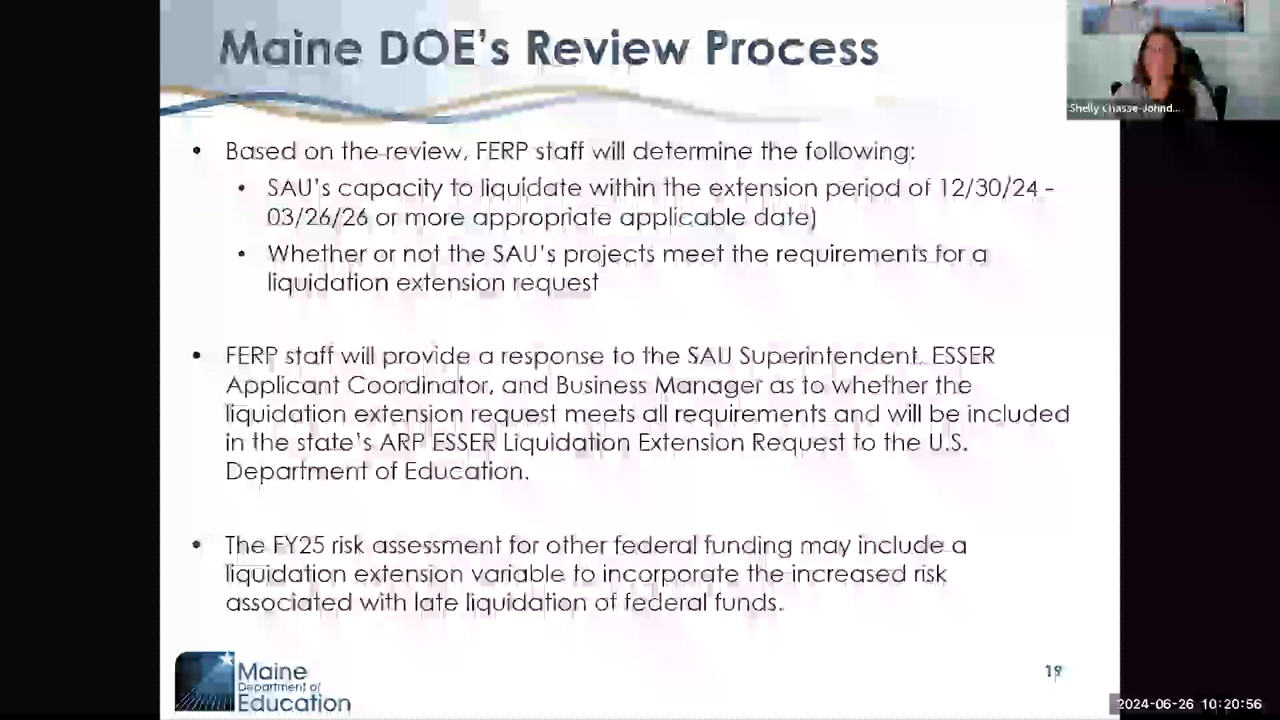 Maine DOE's Review Process
Shelly Chasse-Johnd...
• Based on the review, FERP staff will determine the following:
• SAU's capacity to liquidate within the extension period of 12/30/24 -
03/26/26 or more appropriate applicable date)
• Whether or not the SAU's projects meet the requirements for a
liquidation extension request
• FERP staff will provide a response to the SAU Superintendent, ESSER
Applicant Coordinator, and Business Manager as to whether the
liquidation extension request meets all requirements and will be included
in the state's ARP ESSER Liquidation Extension Request to the U.S.
Department of Education.
• The FY25 risk assessment for other federal funding may include a
liquidation extension variable to incorporate the increased risk
associated with late liquidation of federal funds.
Maine
Department of
Education
19
2024-06-26 10:20:56